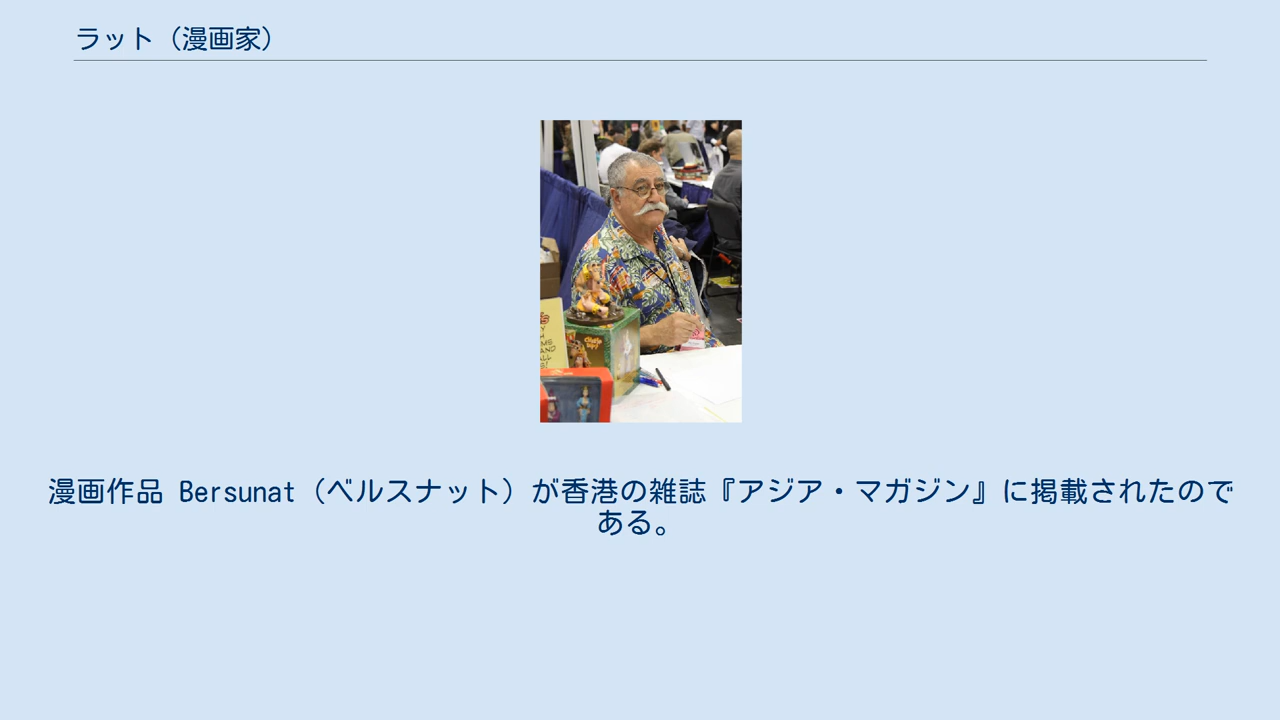 ラット（漫画家）
漫画作品 Bersunat（ベルスナット）が香港の雑誌『アジア・マガジン』に掲載されたので
ある。